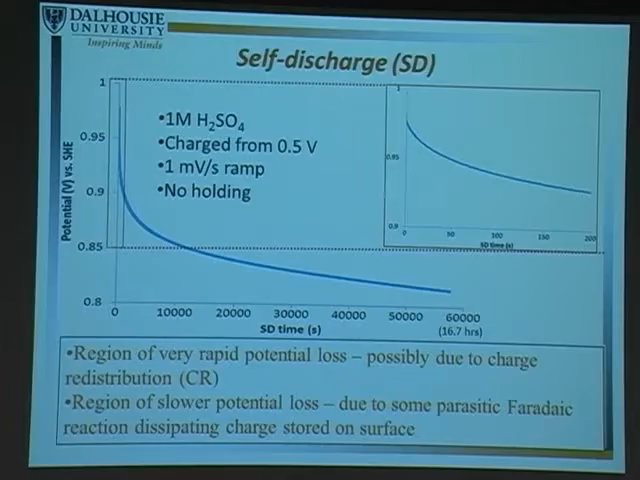 DALHOUSIE
UNIVERSITY
Inspiring Minds
Self-discharge (SD)
•1M H₂SO₄
•Charged from 0.5 V
•1 mV/s ramp
•No holding
Potential (V) vs. SHE
1
0.95
0.9
0.85
0.8
0
10000
20000
30000
40000
50000
60000
(16.7 hrs)
SD time (s)
1
0.95
0.9
0
50
100
150
200
SD time (s)
•Region of very rapid potential loss – possibly due to charge
redistribution (CR)
•Region of slower potential loss – due to some parasitic Faradaic
reaction dissipating charge stored on surface